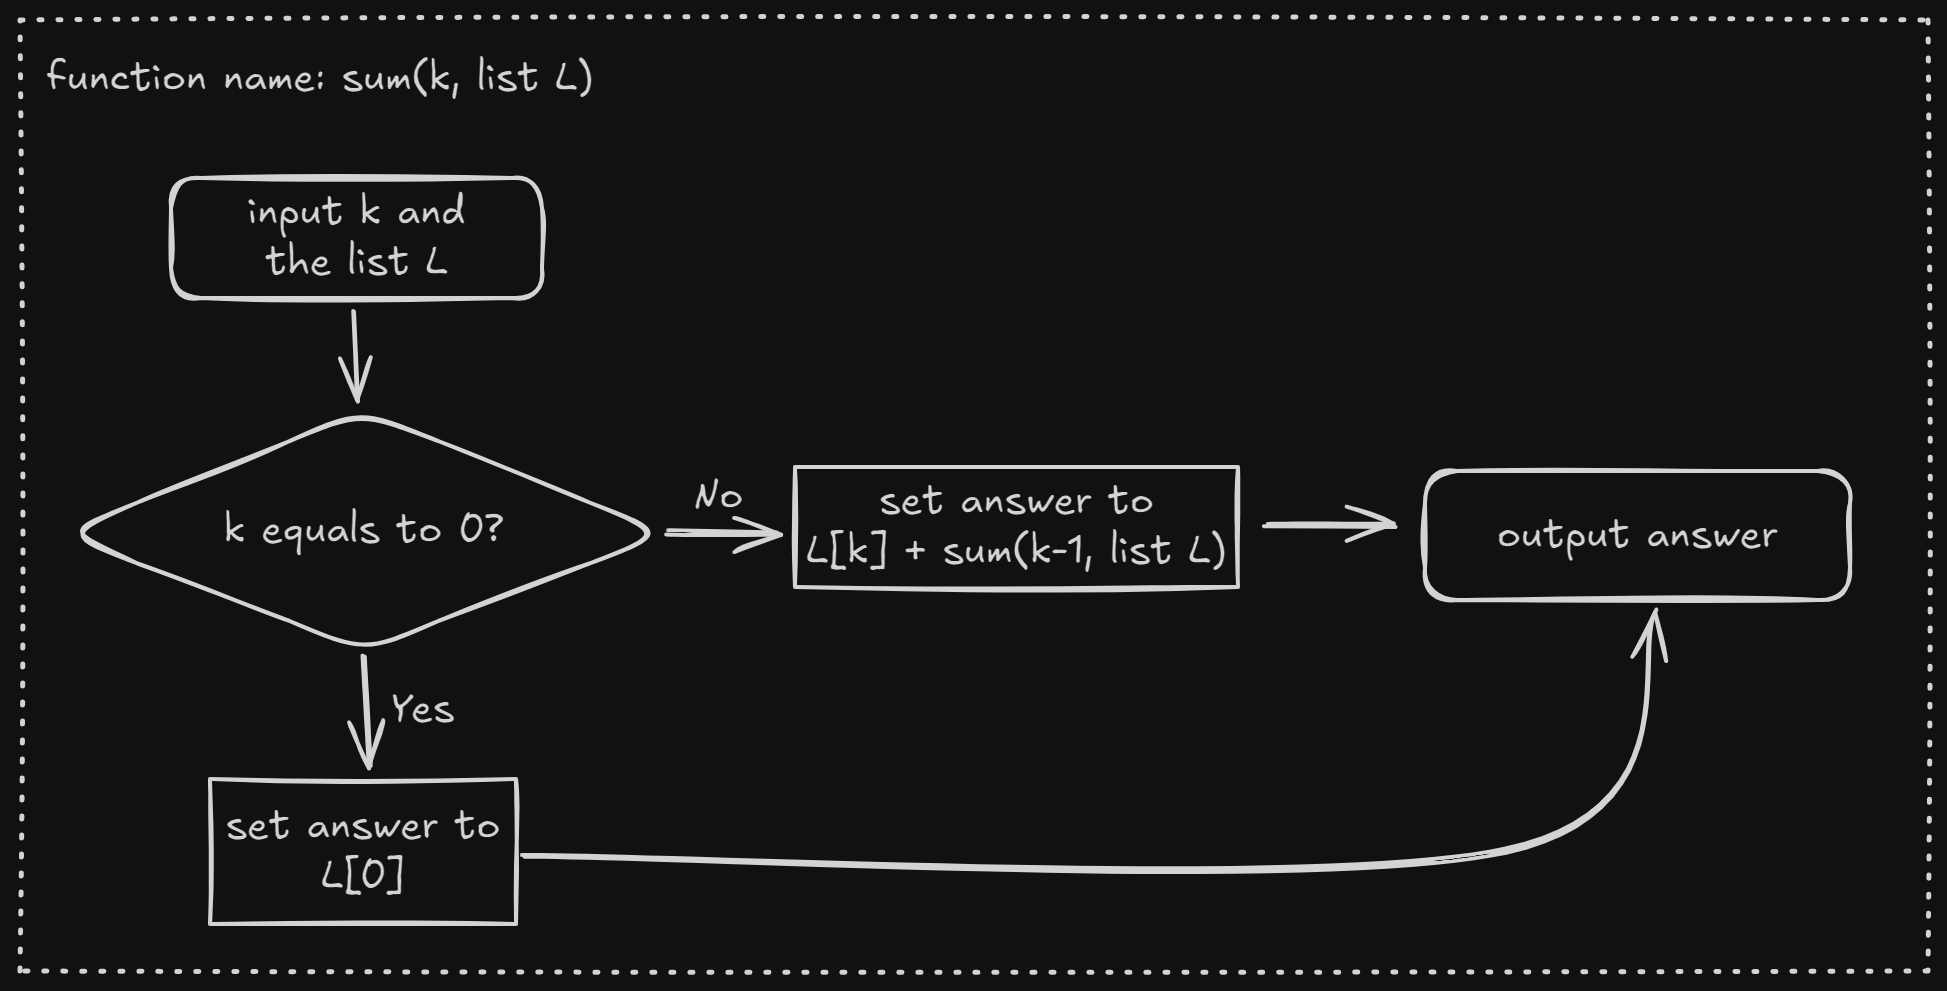 function name: sum(k, list L)
input k and
the list L
k equals to 0?
No
set answer to
L[k] + sum(k-1, list L)
output answer
Yes
set answer to
L[0]